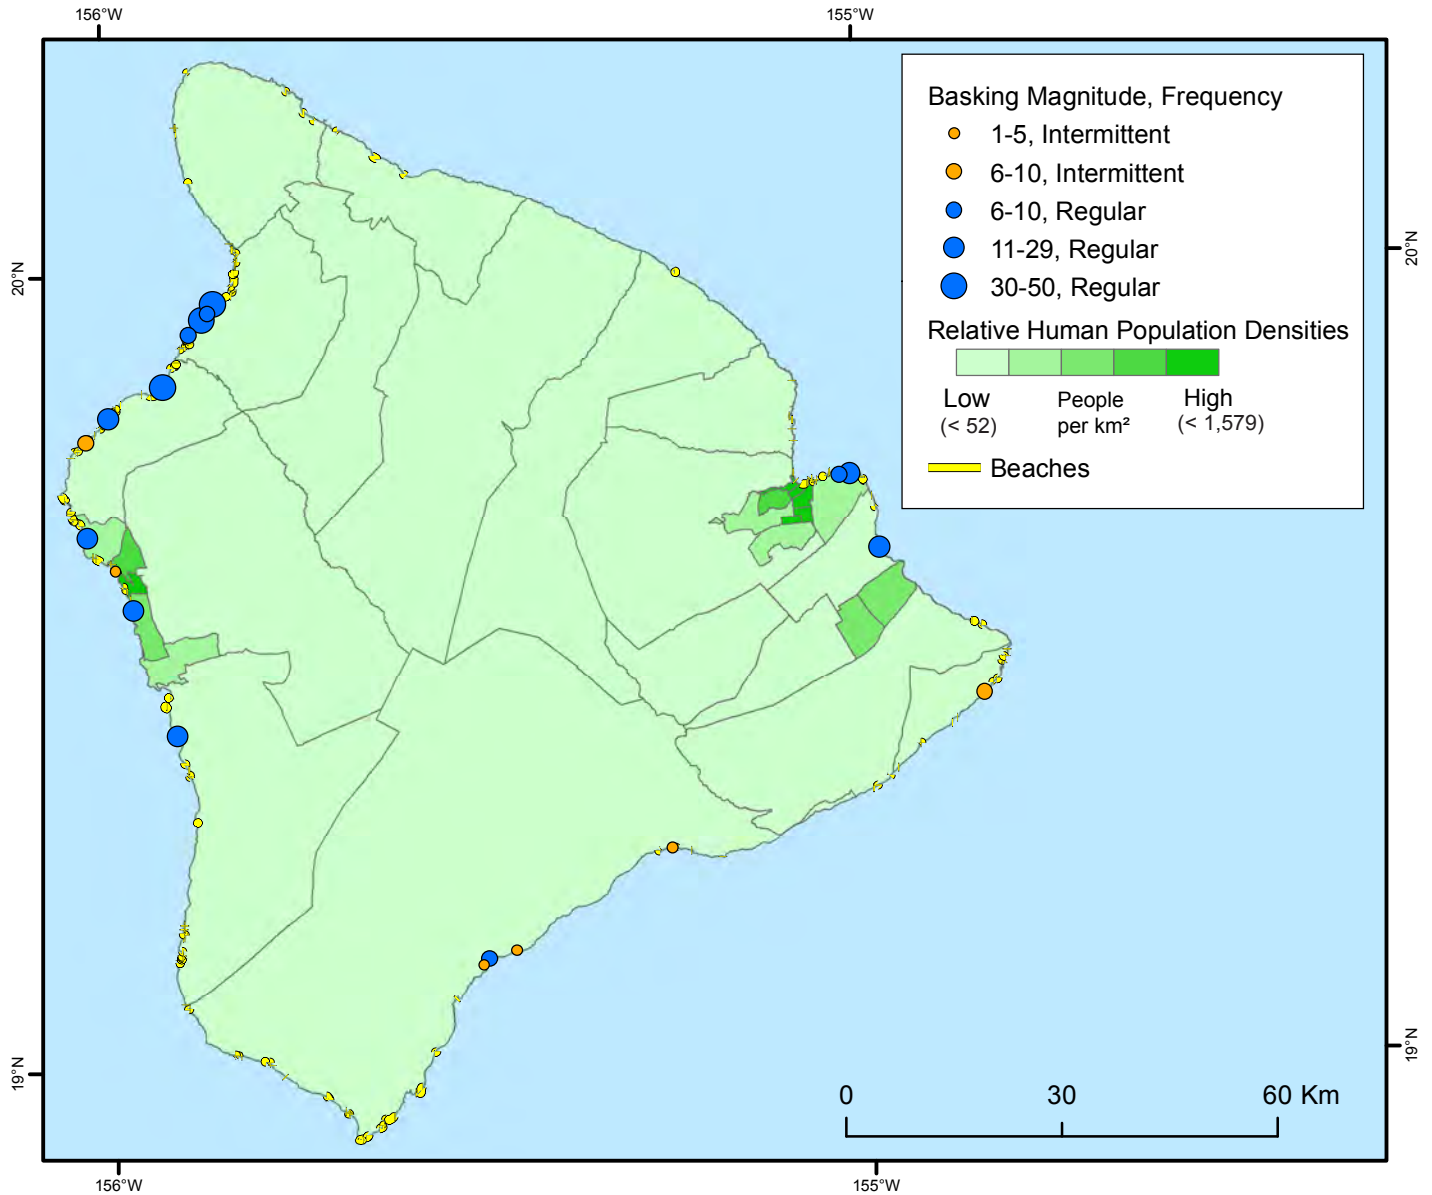 156°W 155°W
Basking Magnitude, Frequency
1-5, Intermittent
6-10, Intermittent
6-10, Regular
11-29, Regular
30-50, Regular
Relative Human Population Densities
Low People High
(< 52) per km² (< 1,579)
Beaches
20°N 20°N
19°N 19°N
0 30 60 Km
156°W 155°W